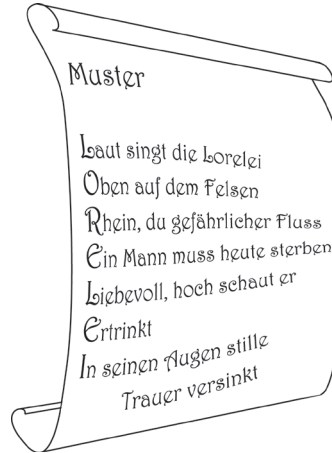 Muster
Laut singt die Lorelei
Oben auf dem Felsen
Rhein, du gefährlicher Fluss
Ein Mann muss heute sterben
Liebevoll, hoch schaut er
Ertrinkt
In seinen Augen stille
Trauer versinkt